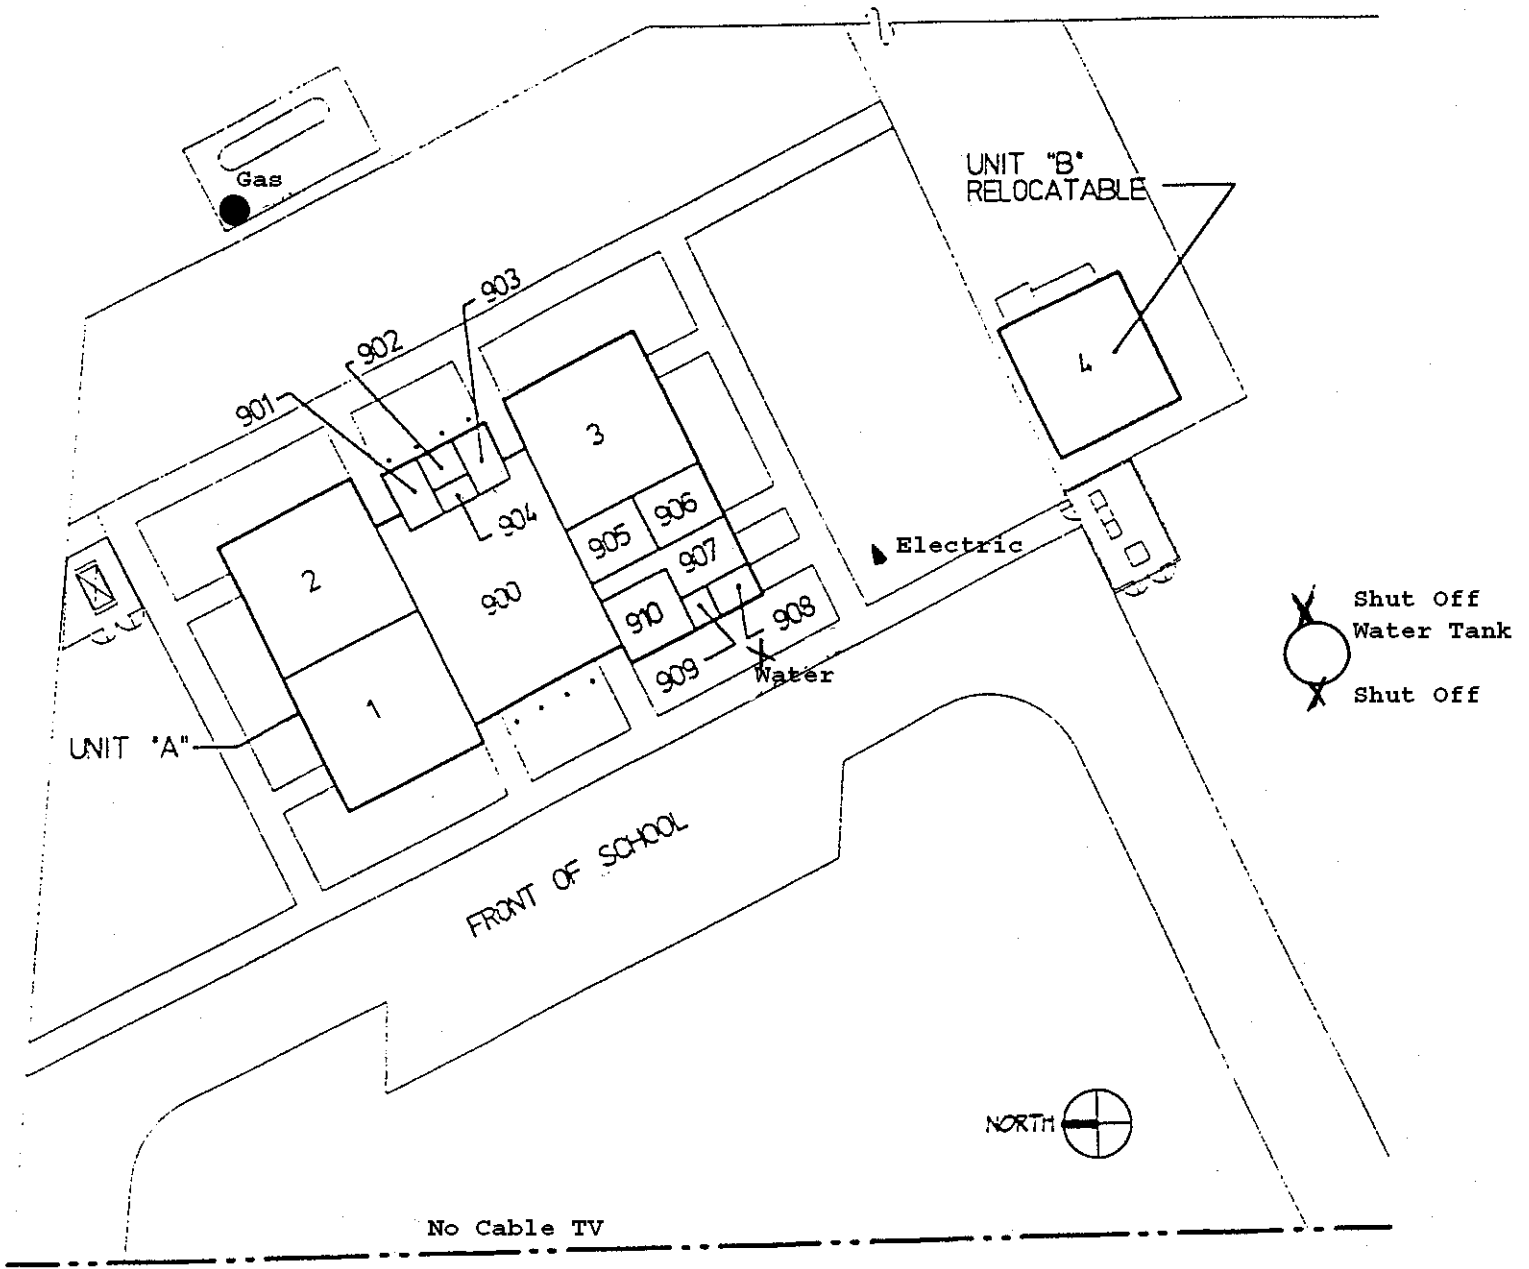 Gas
UNIT "B"
RELOCATABLE
903
902
901
4
3
904
906
905
907
Electric
2
900
910
908
909
Water
Shut Off
Water Tank
Shut Off
1
UNIT "A"
FRONT OF SCHOOL
NORTH
No Cable TV